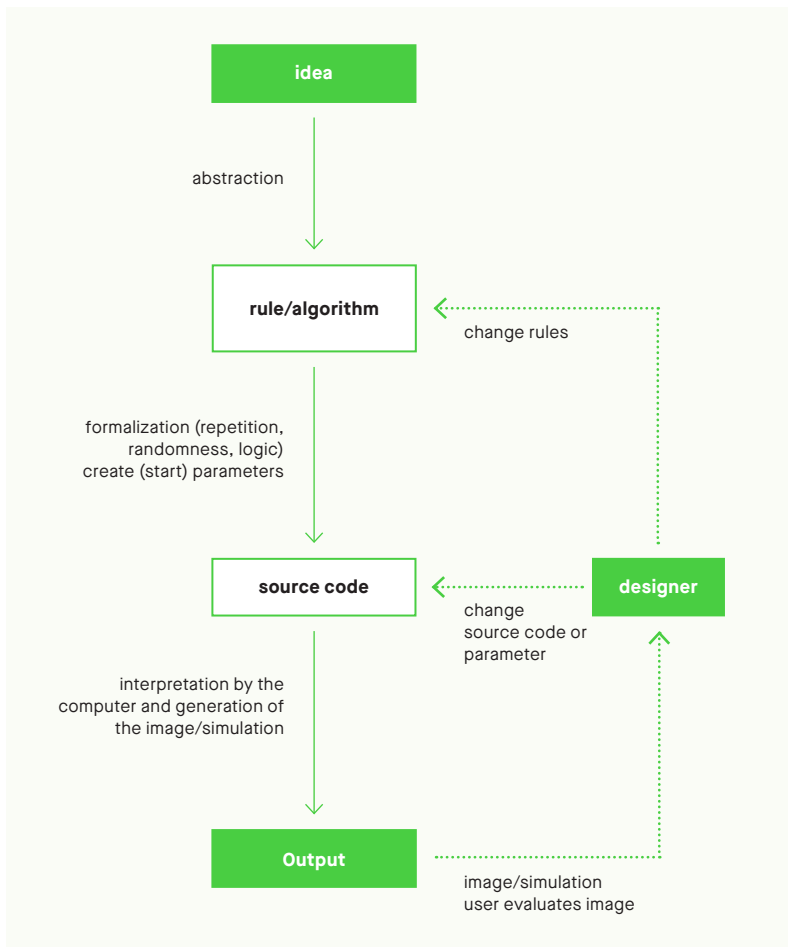 idea
abstraction
rule/algorithm
change rules
formalization (repetition,
randomness, logic)
create (start) parameters
source code
designer
change
source code or
parameter
interpretation by the
computer and generation of
the image/simulation
Output
image/simulation
user evaluates image